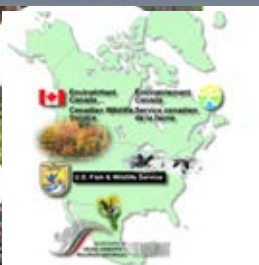 Environment Environnement
Canada Canada
Canadian Wildlife Service canadien
Service de la faune
U.S. Fish & Wildlife Service